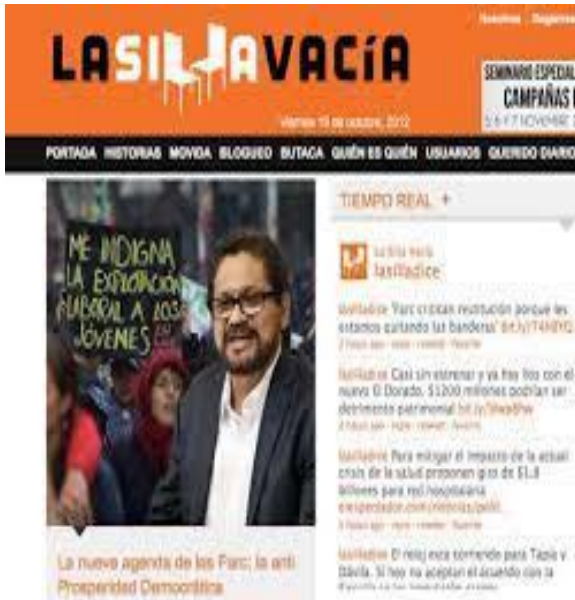 LASILLAVACÍA
Viernes 19 de octubre, 2012
SEMINARIO ESPECIAL
CAMPAÑAS
PORTADA HISTORIAS MOVIDA BLOGUEO BUTACA QUIÉN ES QUIÉN USUARIOS QUERIDO DIARIO
ME INDIGNA
LA EXPLOTACIÓN
LABORAL A LOS
JÓVENES
La nueva agenda de las Farc: la anti
Prosperidad Democrática
TIEMPO REAL +
La Silla Vacía
lasilladice
lasilladice 'Farc critican restitución porque les
estamos quitando las banderas'
lasilladice Casi sin estrenar y ya hay líos con el
nuevo El Dorado. $1200 millones podrían ser
detrimento patrimonial
lasilladice Para mitigar el impacto de la actual
crisis de la salud proponen giro de
billones para red hospitalaria
lasilladice El reloj está corriendo para Tapia y
Dávila. Si hoy no aceptan el acuerdo con la